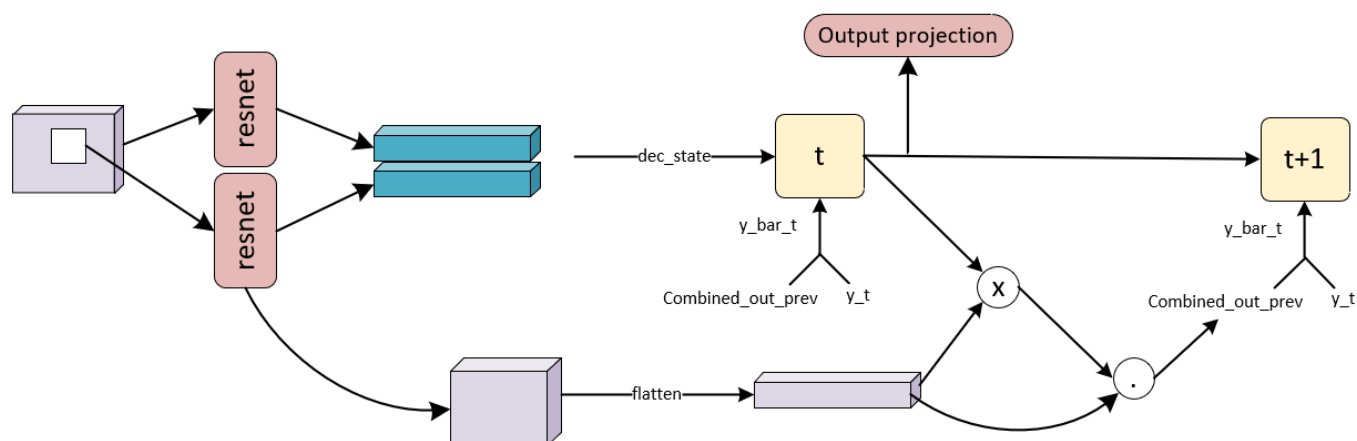 Output projection
resnet
resnet
dec_state
t
t+1
y_bar_t
y_bar_t
Combined_out_prev
y_t
x
Combined_out_prev
y_t
flatten
.